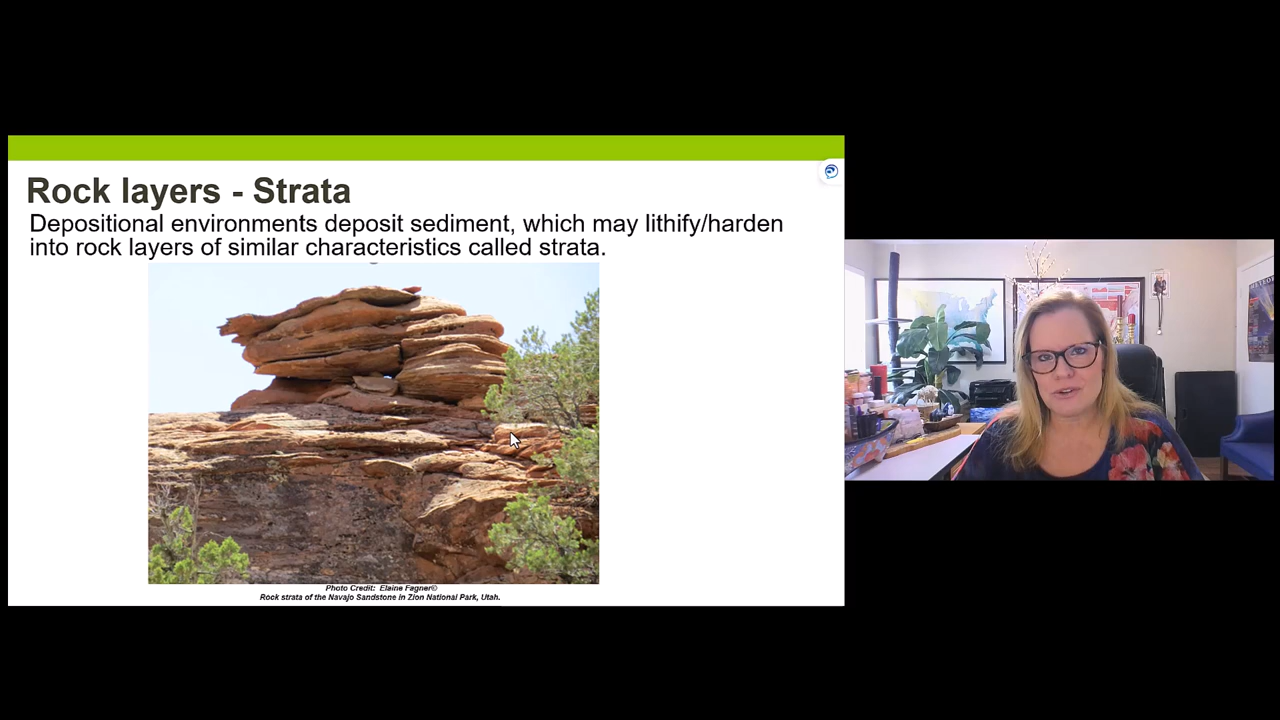 Rock layers - Strata
Depositional environments deposit sediment, which may lithify/harden
into rock layers of similar characteristics called strata.
Photo Credit: Elaine Fagner©
Rock strata of the Navajo Sandstone in Zion National Park, Utah.